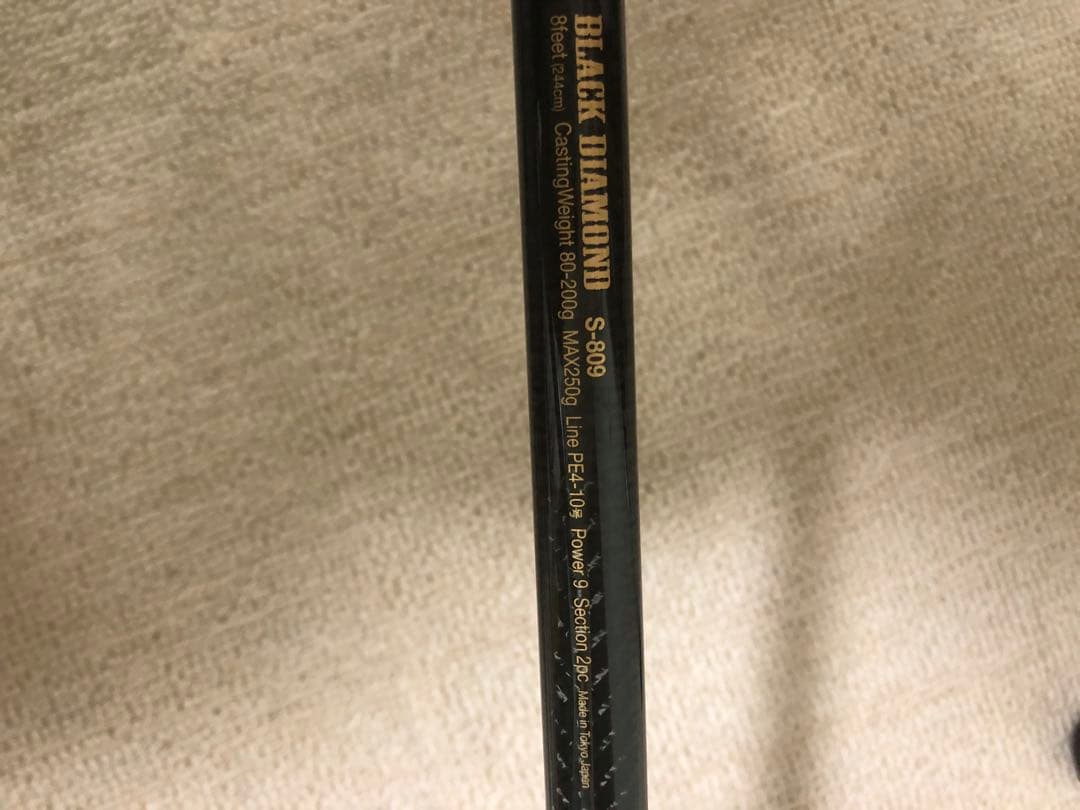 BLACK DIAMOND S-809
8feet (244cm) CastingWeight 80-200g MAX250g Line PE4-10号 Power 9 Section 2pc Made in Tokyo, Japan